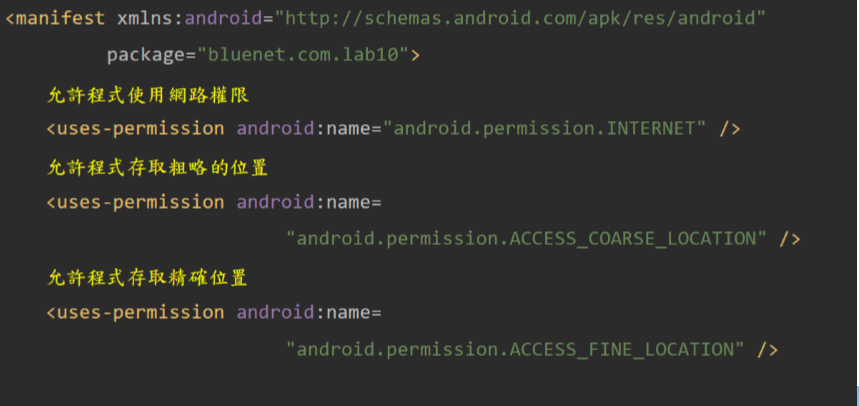 <manifest xmlns:android="http://schemas.android.com/apk/res/android"
package="bluenet.com.lab10">
允許程式使用網路權限
<uses-permission android:name="android.permission.INTERNET" />
允許程式存取粗略的位置
<uses-permission android:name=
"android.permission.ACCESS_COARSE_LOCATION" />
允許程式存取精確位置
<uses-permission android:name=
"android.permission.ACCESS_FINE_LOCATION" />